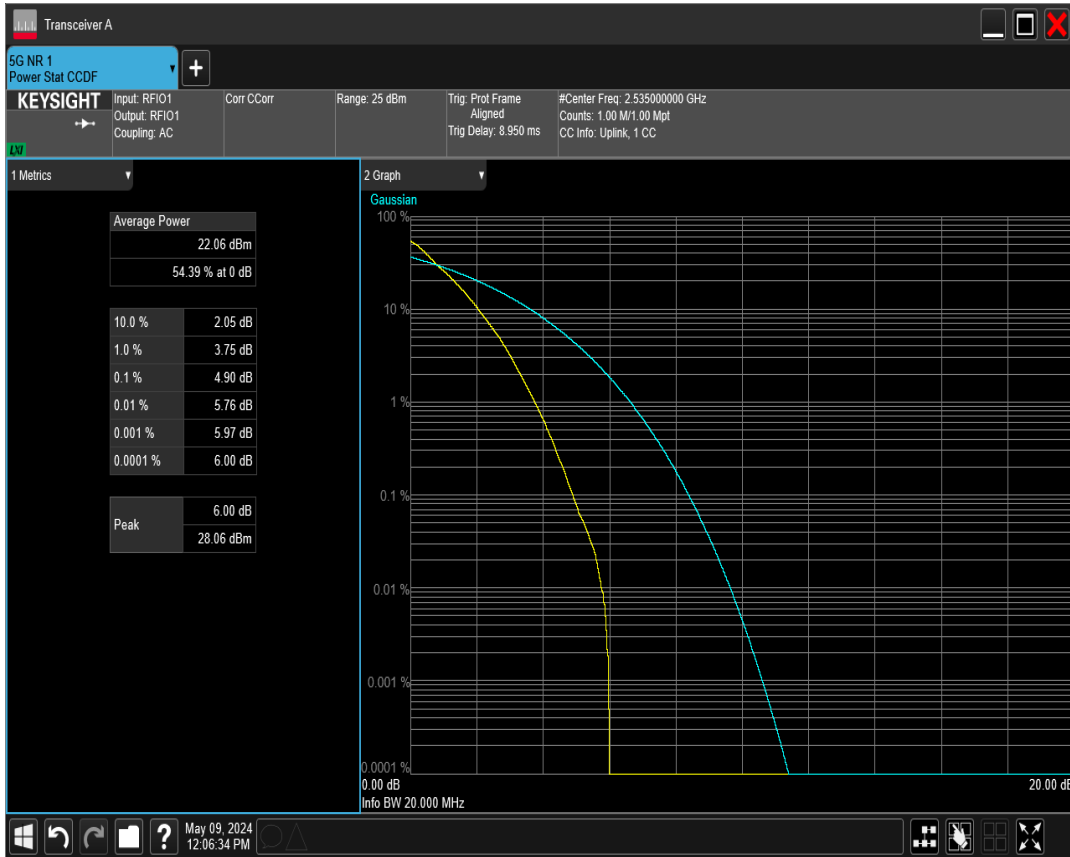 Transceiver A
5G NR 1
Power Stat CCDF
+
KEYSIGHT
LXI
Input: RFIO1
Output: RFIO1
Coupling: AC
Corr CCorr
Range: 25 dBm
Trig: Prot Frame
Aligned
Trig Delay: 8.950 ms
#Center Freq: 2.535000000 GHz
Counts: 1.00 M/1.00 Mpt
CC Info: Uplink, 1 CC
1 Metrics
Average Power
22.06 dBm
54.39 % at 0 dB
10.0 % 2.05 dB
1.0 % 3.75 dB
0.1 % 4.90 dB
0.01 % 5.76 dB
0.001 % 5.97 dB
0.0001 % 6.00 dB
Peak
6.00 dB
28.06 dBm
2 Graph
Gaussian
100 %
10 %
1 %
0.1 %
0.01 %
0.001 %
0.0001 %
0.00 dB 20.00 dB
Info BW 20.000 MHz
?
May 09, 2024
12:06:34 PM